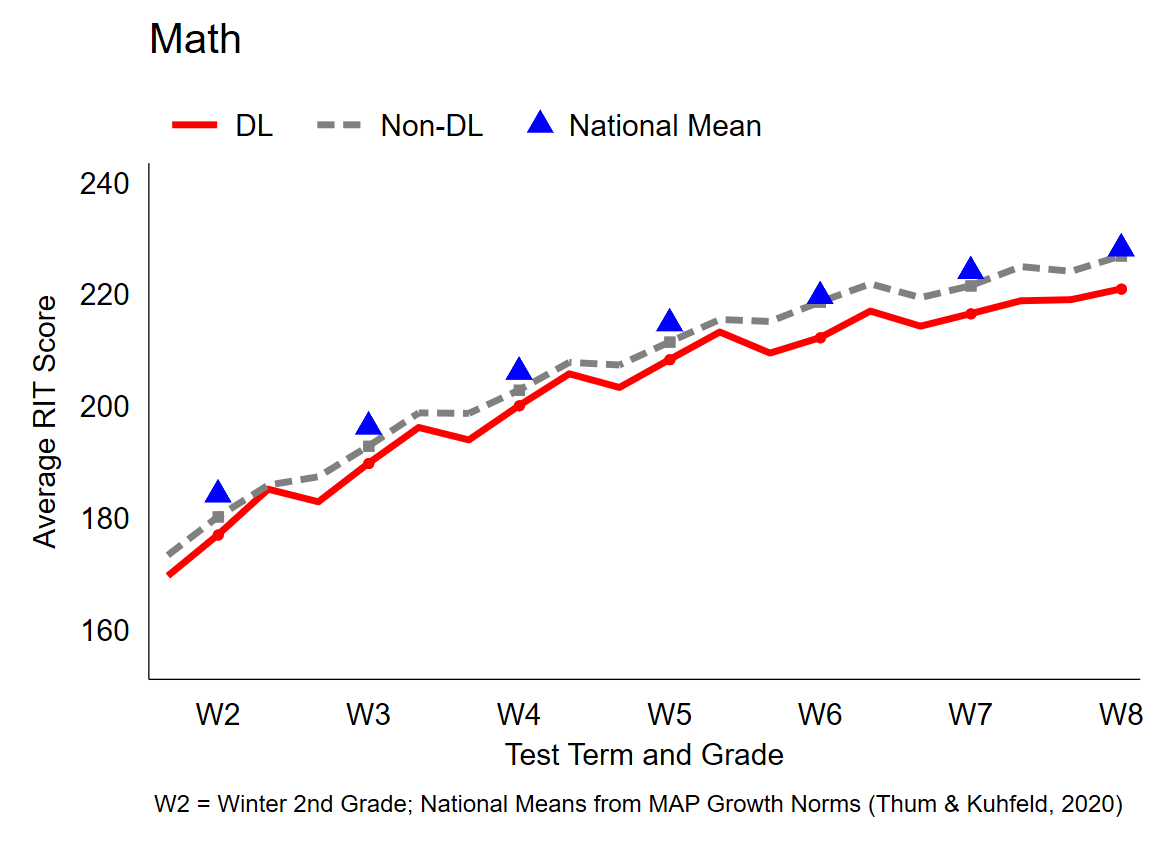 Math
DL Non-DL National Mean
240
220
200
180
160
Average RIT Score
W2 W3 W4 W5 W6 W7 W8
Test Term and Grade
W2 = Winter 2nd Grade; National Means from MAP Growth Norms (Thum & Kuhfeld, 2020)